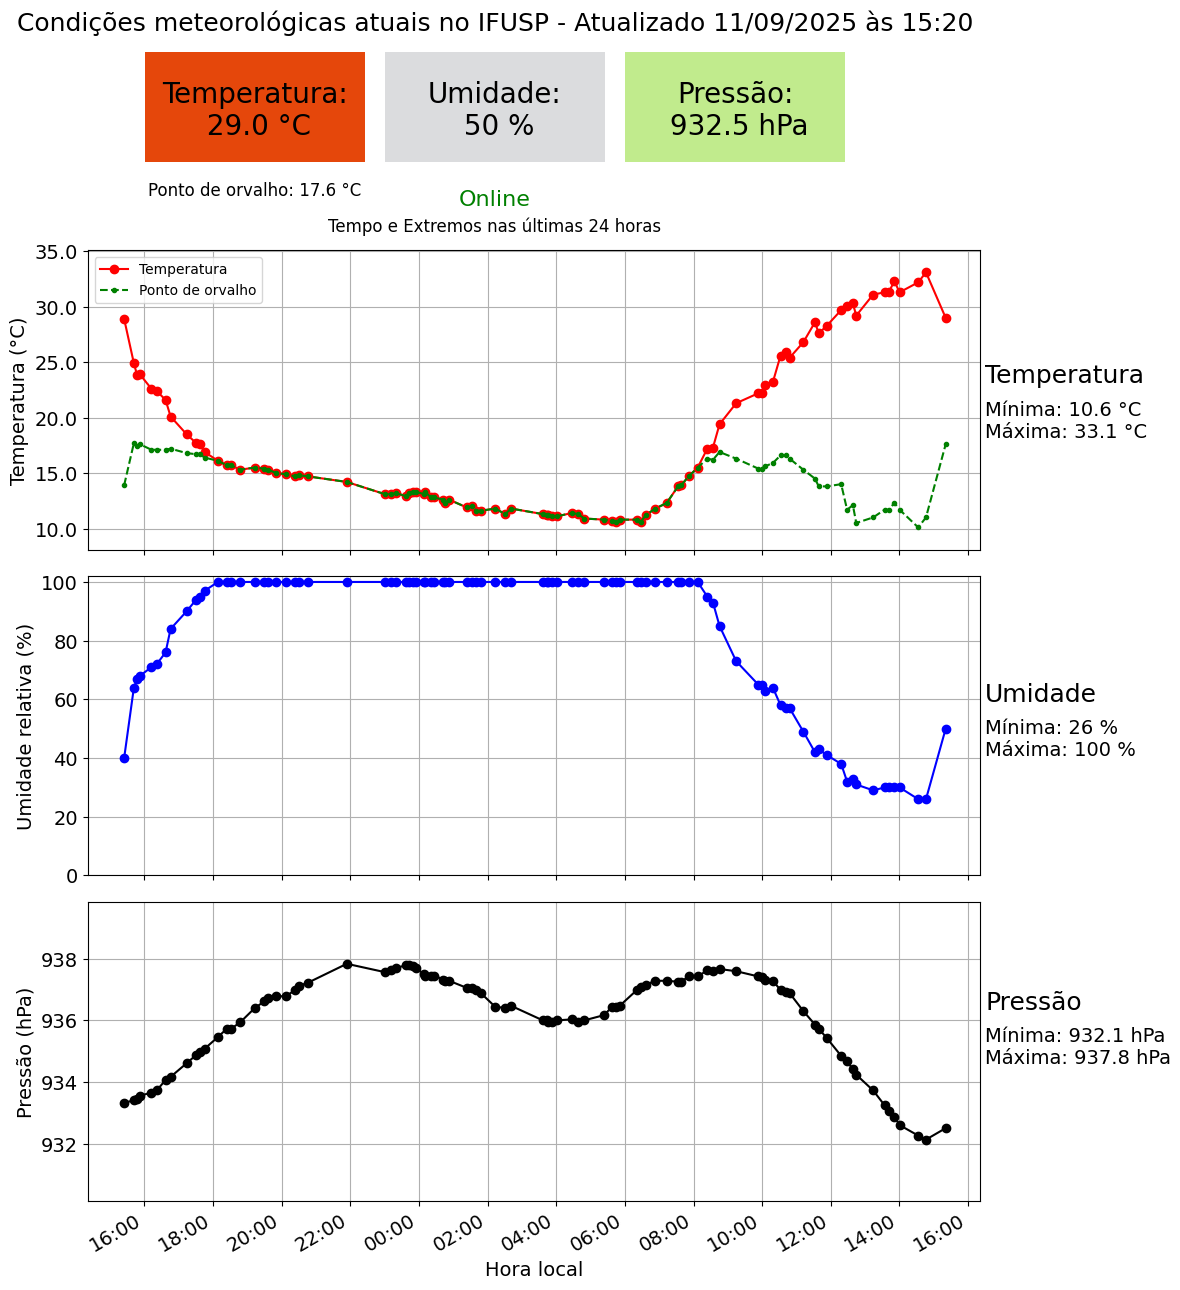 Condições meteorológicas atuais no IFUSP - Atualizado 11/09/2025 às 15:20
Temperatura:
29.0 °C
Umidade:
50 %
Pressão:
932.5 hPa
Ponto de orvalho: 17.6 °C
Online
Tempo e Extremos nas últimas 24 horas
Temperatura (°C)
35.0
30.0
25.0
20.0
15.0
10.0
Temperatura
Ponto de orvalho
Temperatura
Mínima: 10.6 °C
Máxima: 33.1 °C
Umidade relativa (%)
100
80
60
40
20
0
Umidade
Mínima: 26 %
Máxima: 100 %
Pressão (hPa)
938
936
934
932
Pressão
Mínima: 932.1 hPa
Máxima: 937.8 hPa
16:00 18:00 20:00 22:00 00:00 02:00 04:00 06:00 08:00 10:00 12:00 14:00 16:00
Hora local